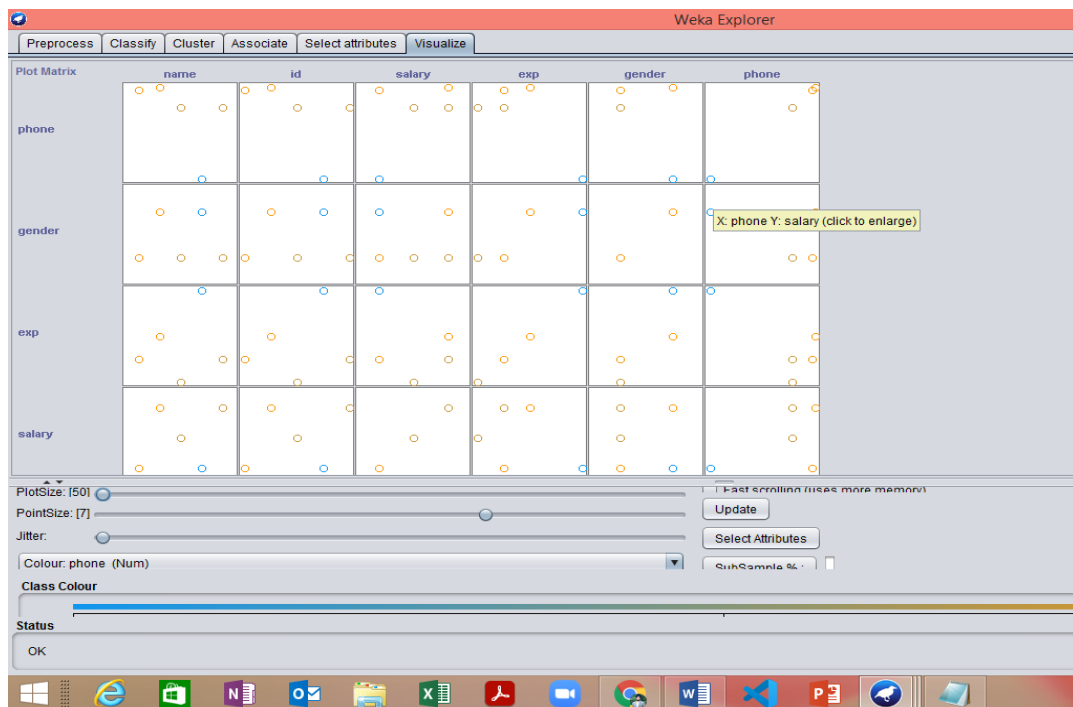 Weka Explorer
Preprocess Classify Cluster Associate Select attributes Visualize
Plot Matrix name id salary exp gender phone
phone
gender
X: phone Y: salary (click to enlarge)
exp
salary
PlotSize: [50] Fast scrolling (uses more memory)
PointSize: [7] Update
Jitter: Select Attributes
Colour: phone (Num) SubSample % :
Class Colour
Status
OK